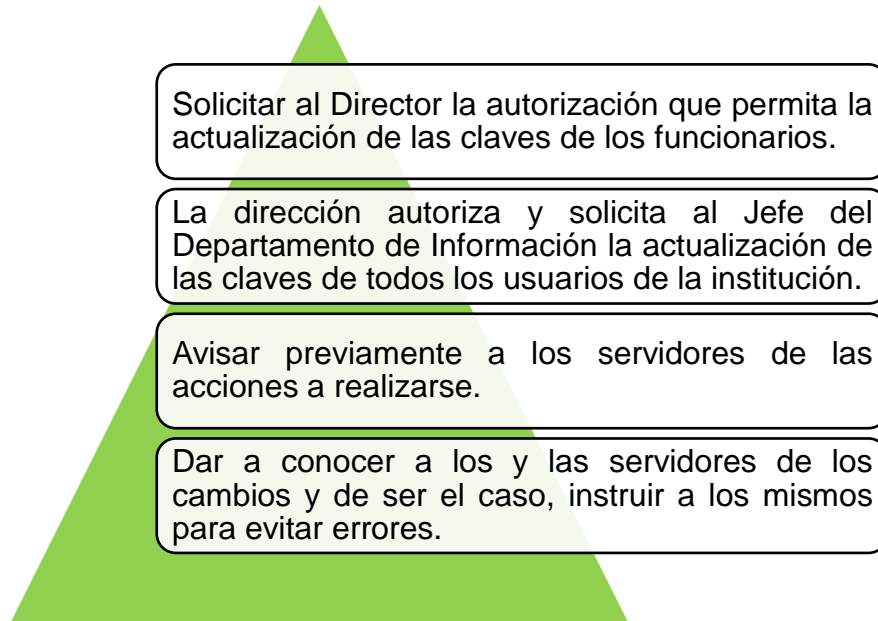 Solicitar al Director la autorización que permita la
actualización de las claves de los funcionarios.
La dirección autoriza y solicita al Jefe del
Departamento de Información la actualización de
las claves de todos los usuarios de la institución.
Avisar previamente a los servidores de las
acciones a realizarse.
Dar a conocer a los y las servidores de los
cambios y de ser el caso, instruir a los mismos
para evitar errores.